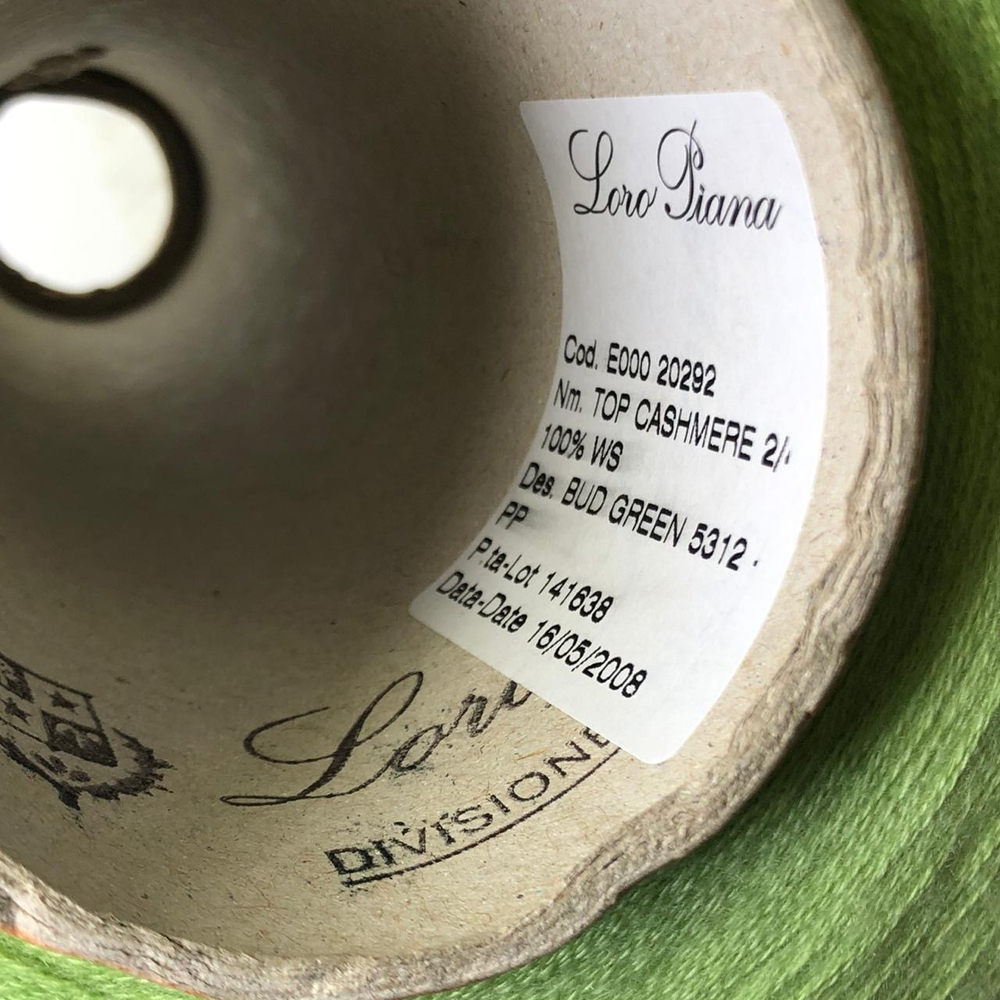 Loro Piana
Cod. E000 20292
Nm. TOP CASHMERE 2/
100% WS
Des. BUD GREEN 5312
PP
P.ta-Lot 141638
Data-Date 16/05/2008
Loro
DIVISIONE